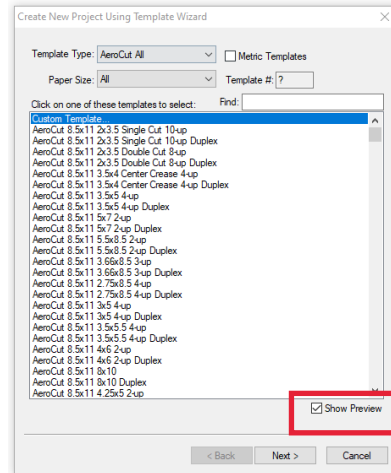 Create New Project Using Template Wizard
Template Type: AeroCut All Metric Templates
Paper Size: All Template #: ?
Click on one of these templates to select: Find:
Custom Template...
AeroCut 8.5x11 2x3.5 Single Cut 10-up
AeroCut 8.5x11 2x3.5 Single Cut 10-up Duplex
AeroCut 8.5x11 2x3.5 Double Cut 8-up
AeroCut 8.5x11 2x3.5 Double Cut 8-up Duplex
AeroCut 8.5x11 3.5x4 Center Crease 4-up
AeroCut 8.5x11 3.5x4 Center Crease 4-up Duplex
AeroCut 8.5x11 3.5x5 4-up
AeroCut 8.5x11 3.5x5 4-up Duplex
AeroCut 8.5x11 5x7 2-up
AeroCut 8.5x11 5x7 2-up Duplex
AeroCut 8.5x11 5.5x8.5 2-up
AeroCut 8.5x11 5.5x8.5 2-up Duplex
AeroCut 8.5x11 3.66x8.5 3-up
AeroCut 8.5x11 3.66x8.5 3-up Duplex
AeroCut 8.5x11 2.75x8.5 4-up
AeroCut 8.5x11 2.75x8.5 4-up Duplex
AeroCut 8.5x11 3x5 4-up
AeroCut 8.5x11 3x5 4-up Duplex
AeroCut 8.5x11 3.5x5.5 4-up
AeroCut 8.5x11 3.5x5.5 4-up Duplex
AeroCut 8.5x11 4x6 2-up
AeroCut 8.5x11 4x6 2-up Duplex
AeroCut 8.5x11 8x10
AeroCut 8.5x11 8x10 Duplex
AeroCut 8.5x11 4.25x5 2-up
Show Preview
< Back Next > Cancel